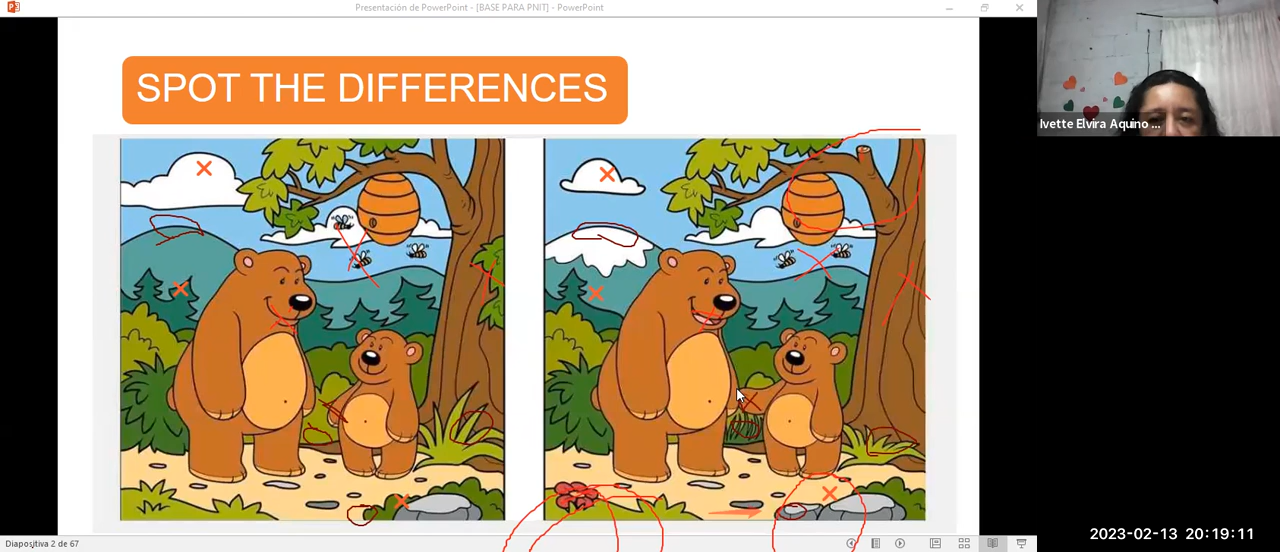 Presentación de PowerPoint - [BASE PARA PNIT] - PowerPoint
SPOT THE DIFFERENCES
Ivette Elvira Aquino ...
Diapositiva 2 de 67
2023-02-13 20:19:11